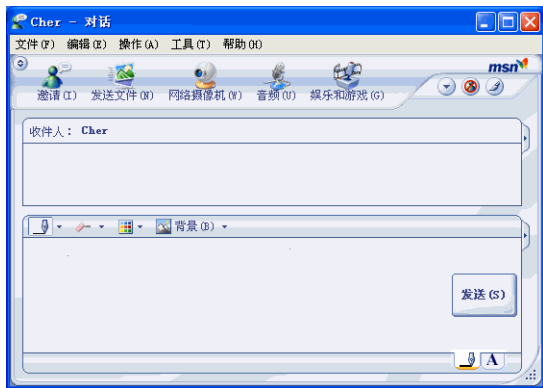 Cher - 对话
文件(F) 编辑(E) 操作(A) 工具(T) 帮助(H)
msn
邀请(I) 发送文件(N) 网络摄像机(W) 音频(U) 娱乐和游戏(G)
收件人: Cher
背景(B)
发送(S)
A